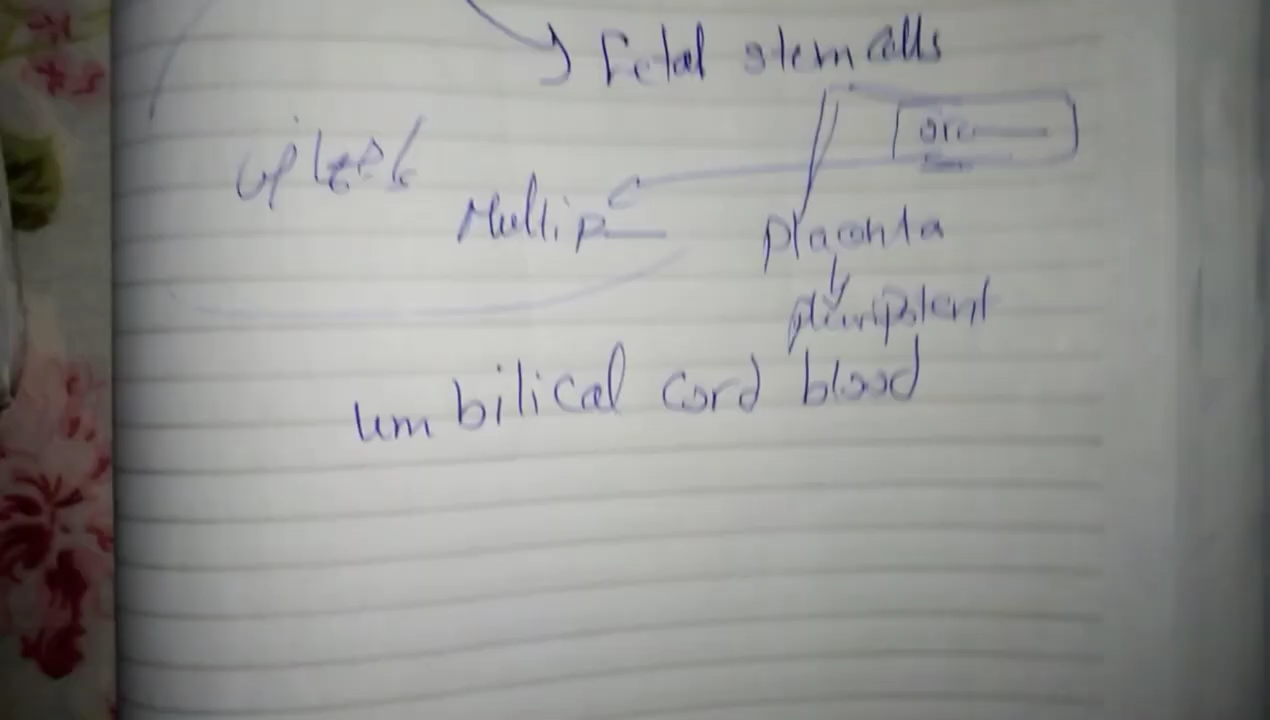 Fetal stem cells
Multip
Placenta
pluripotent
umbilical cord blood